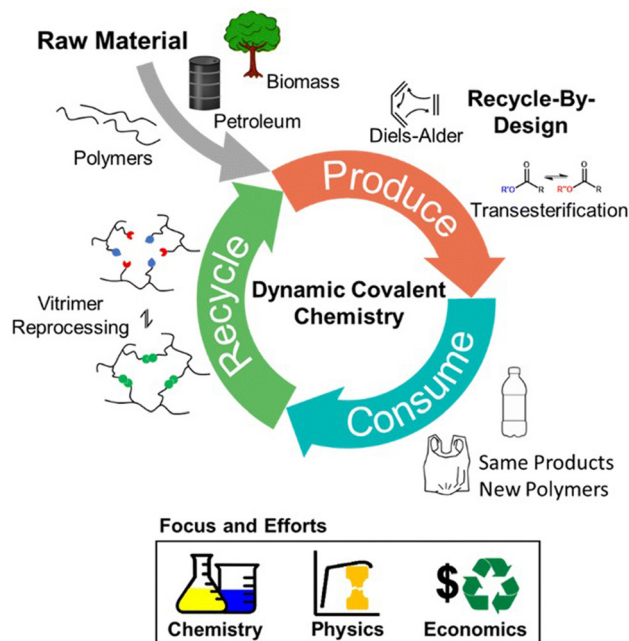 Raw Material
Biomass
Petroleum
Polymers
Recycle-By-
Design
Diels-Alder
O
R'O
R
O
R"O
R
Transesterification
Produce
Consume
Recycle
Dynamic Covalent
Chemistry
Vitrimer
Reprocessing
Same Products
New Polymers
Focus and Efforts
Chemistry
Physics
$
Economics